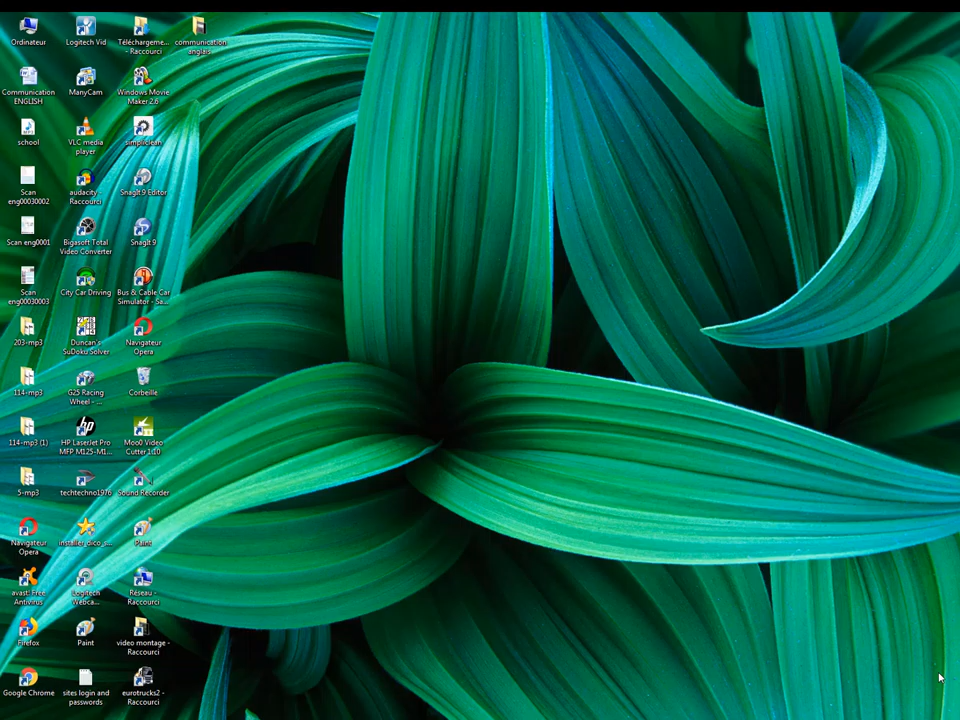 Ordinateur
Logitech Vid
Téléchargeme...
Raccourci
communication
anglais
Communication
ENGLISH
ManyCam
Windows Movie
Maker 2.6
school
VLC media
player
simpliclean
Scan
eng00030002
audacity -
Raccourci
SnagIt 9 Editor
Scan eng0001
Bigasoft Total
Video Converter
SnagIt 9
Scan
eng00030003
City Car Driving
Bus & Cable Car
Simulator - Sa...
203-mp3
Duncan's
SuDoku Solver
Navigateur
Opera
114-mp3
G25 Racing
Wheel - ...
Corbeille
114-mp3 (1)
HP LaserJet Pro
MFP M125-M1...
Moo0 Video
Cutter 1.10
5-mp3
techtechno1976
Sound Recorder
Navigateur
Opera
installer_dico_s...
Paint
avast! Free
Antivirus
Logitech
Webca...
Réseau -
Raccourci
Firefox
Paint
video montage -
Raccourci
Google Chrome
sites login and
passwords
eurotrucks2 -
Raccourci